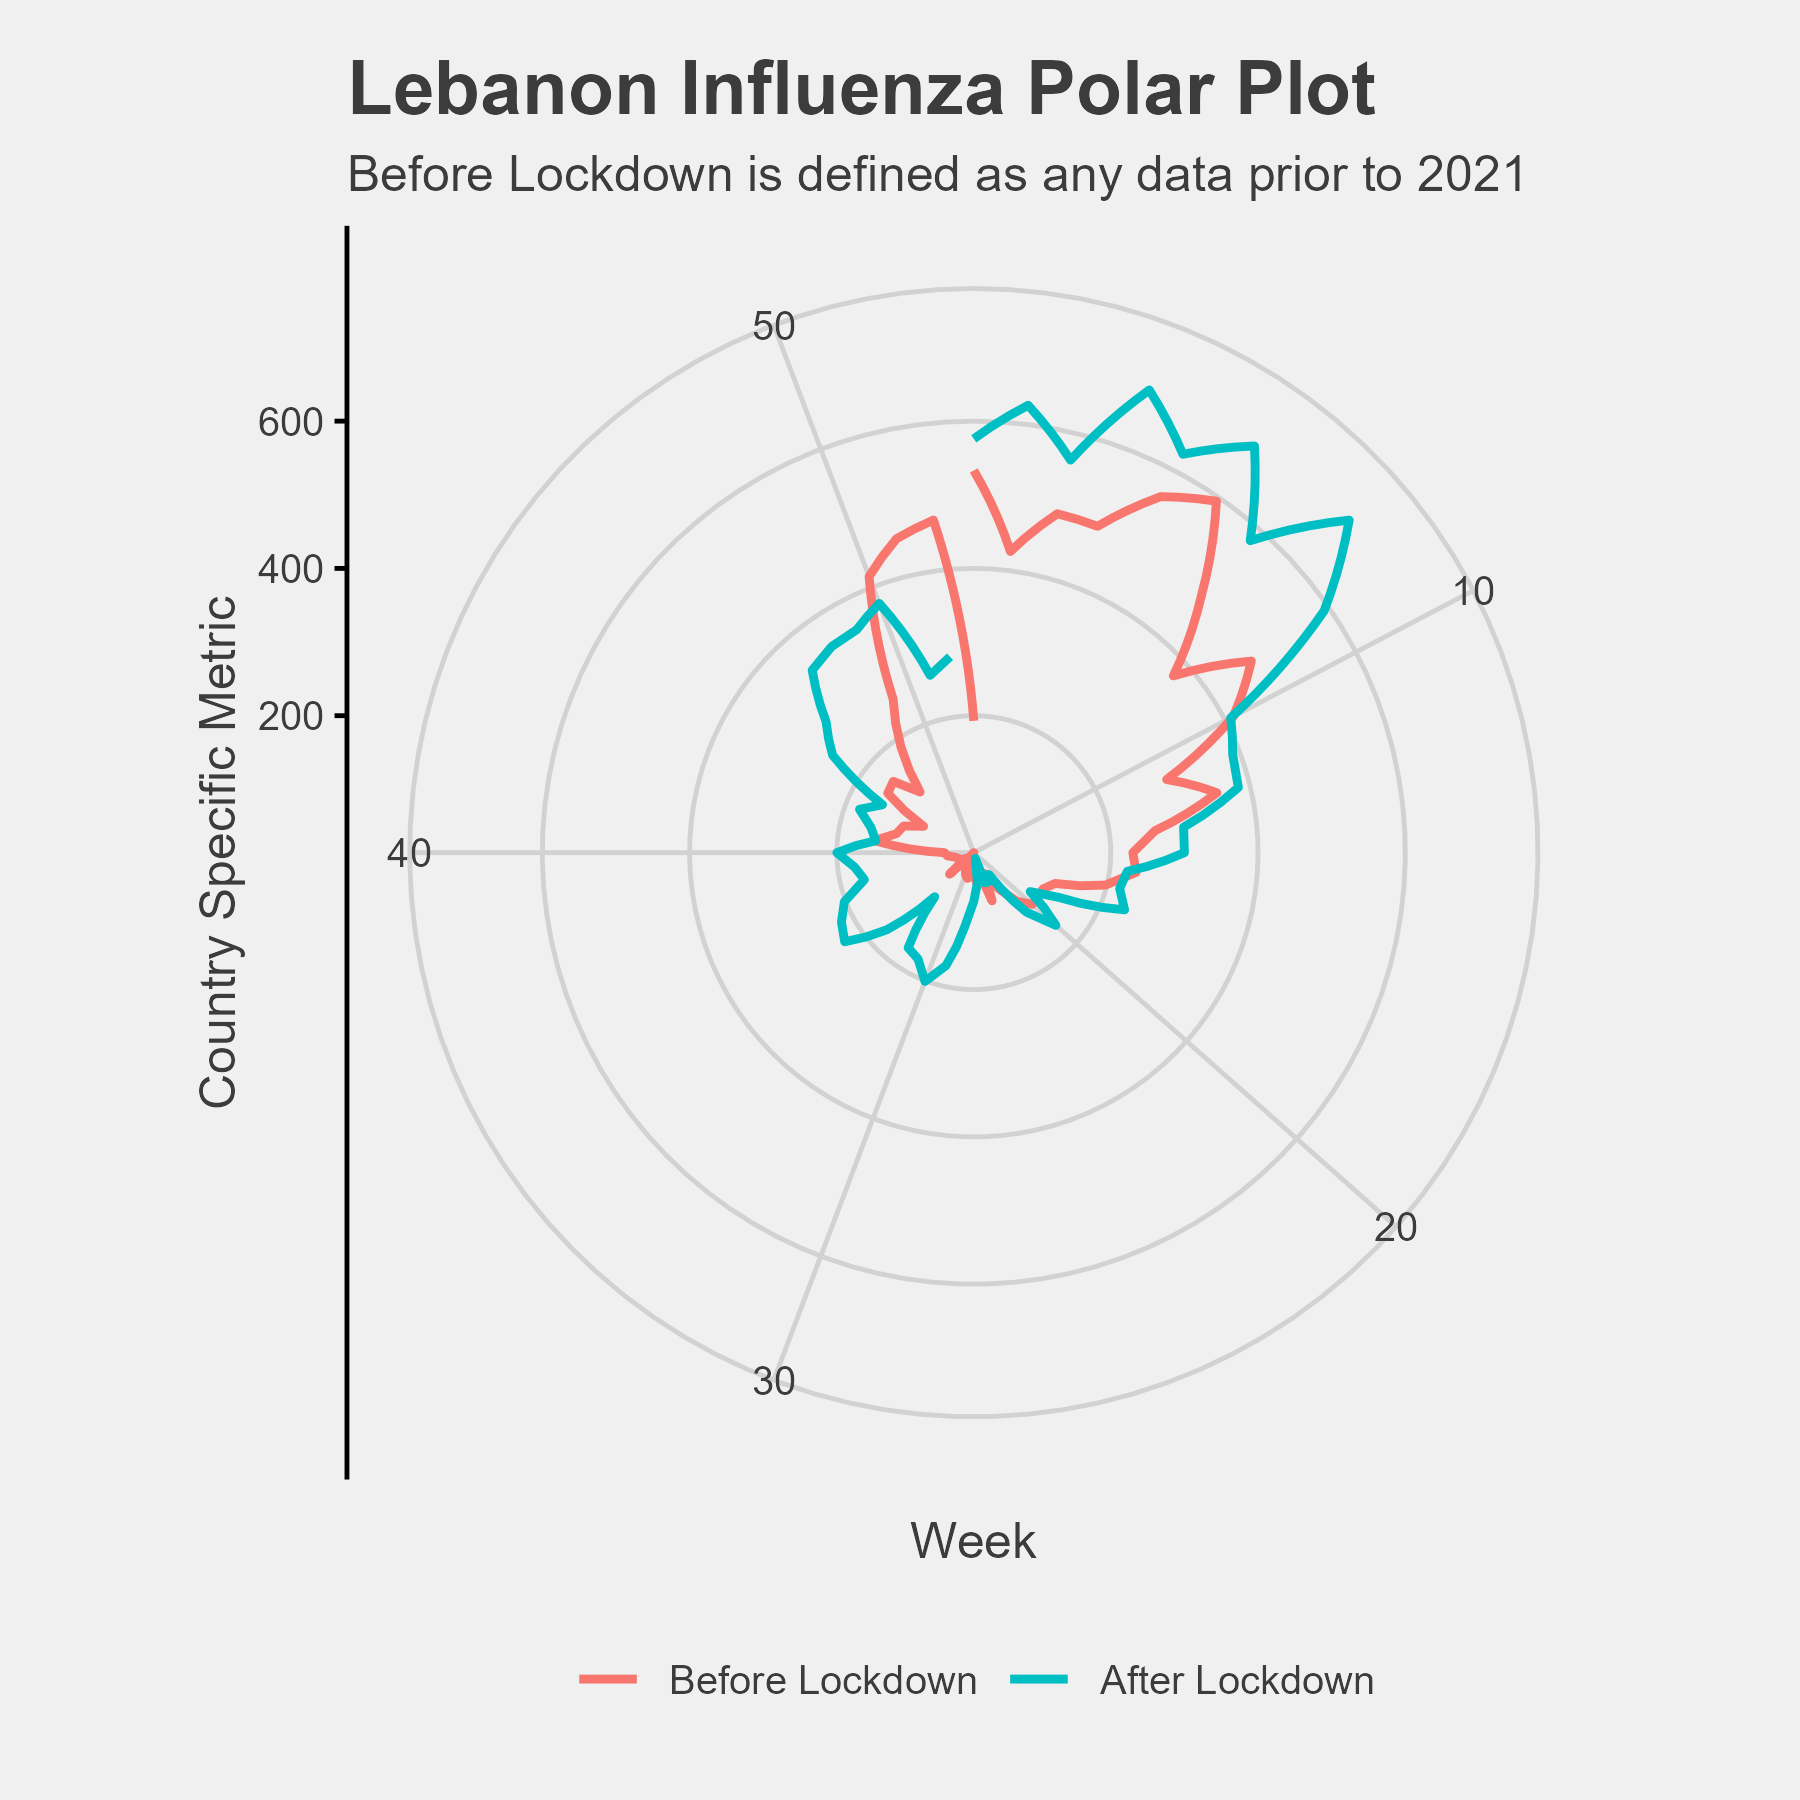 Lebanon Influenza Polar Plot
Before Lockdown is defined as any data prior to 2021
Country Specific Metric
600
400
200
50
10
40
20
30
Week
Before Lockdown
After Lockdown